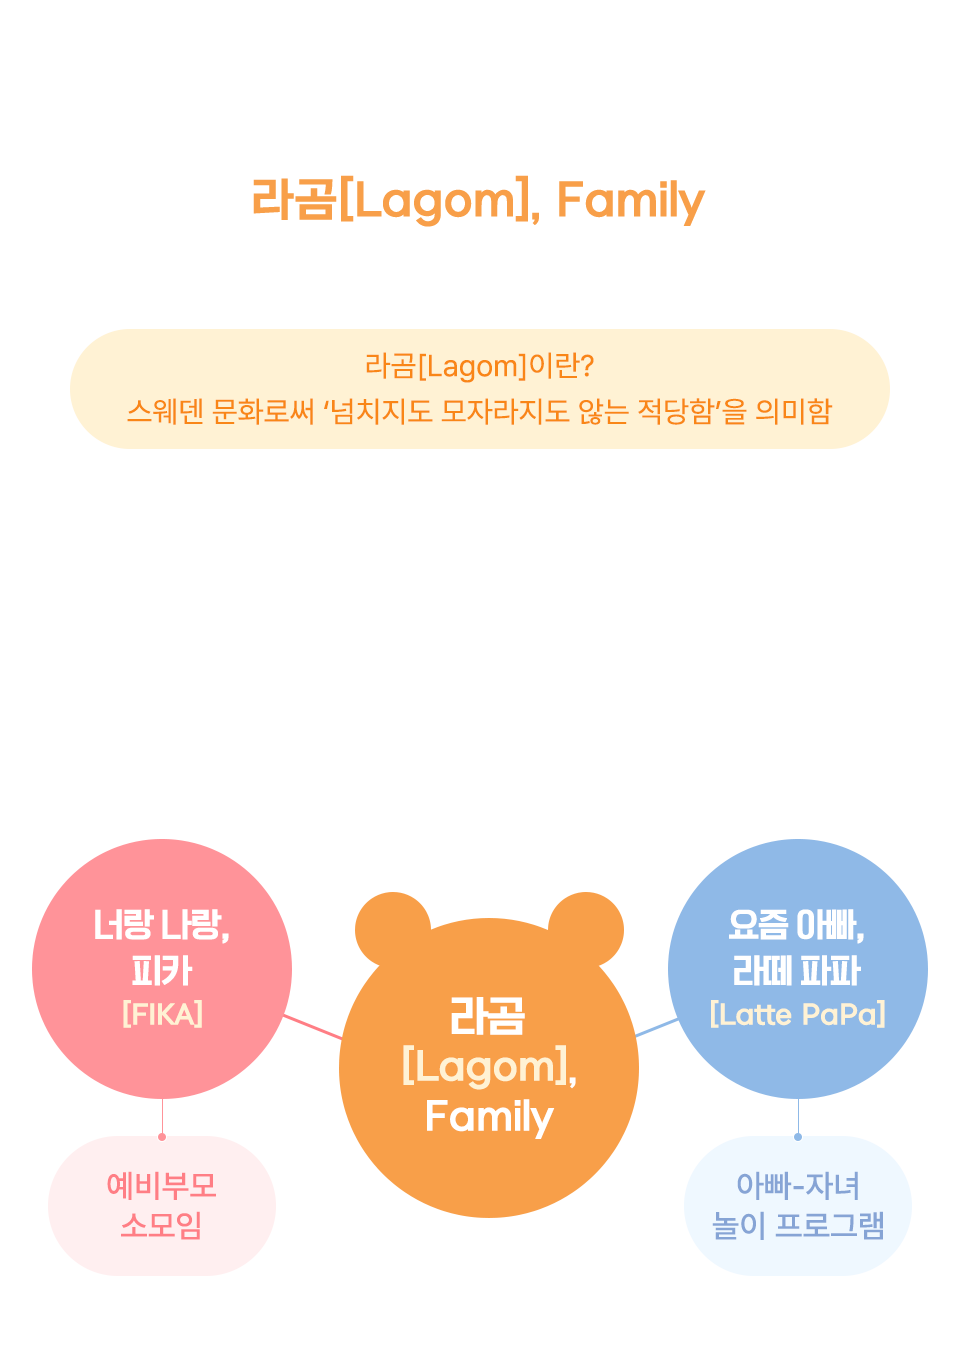 라곰[Lagom], Family
라곰[Lagom]이란?
스웨덴 문화로써 ‘넘치지도 모자라지도 않는 적당함’을 의미함
너랑 나랑,
피카
[FIKA]
예비부모
소모임
라곰
[Lagom],
Family
요즘 아빠,
라떼 파파
[Latte PaPa]
아빠-자녀
놀이 프로그램